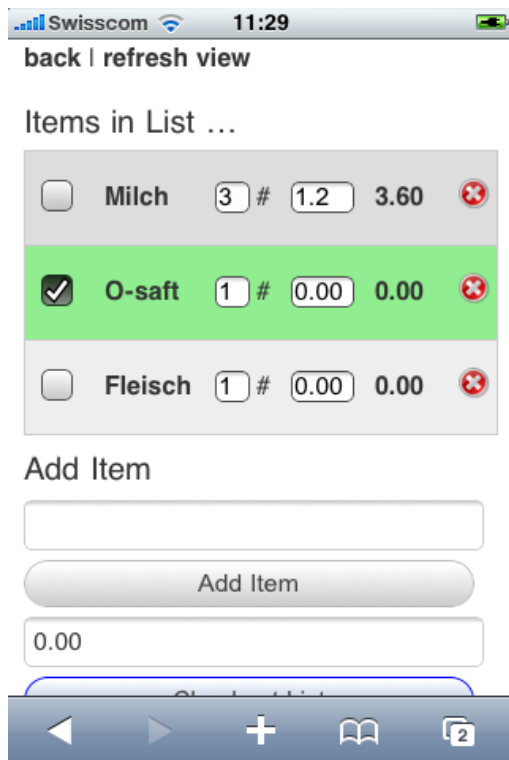 Swisscom 11:29
back | refresh view
Items in List ...
Milch 3 # 1.2 3.60
O-saft 1 # 0.00 0.00
Fleisch 1 # 0.00 0.00
Add Item
Add Item
0.00
2